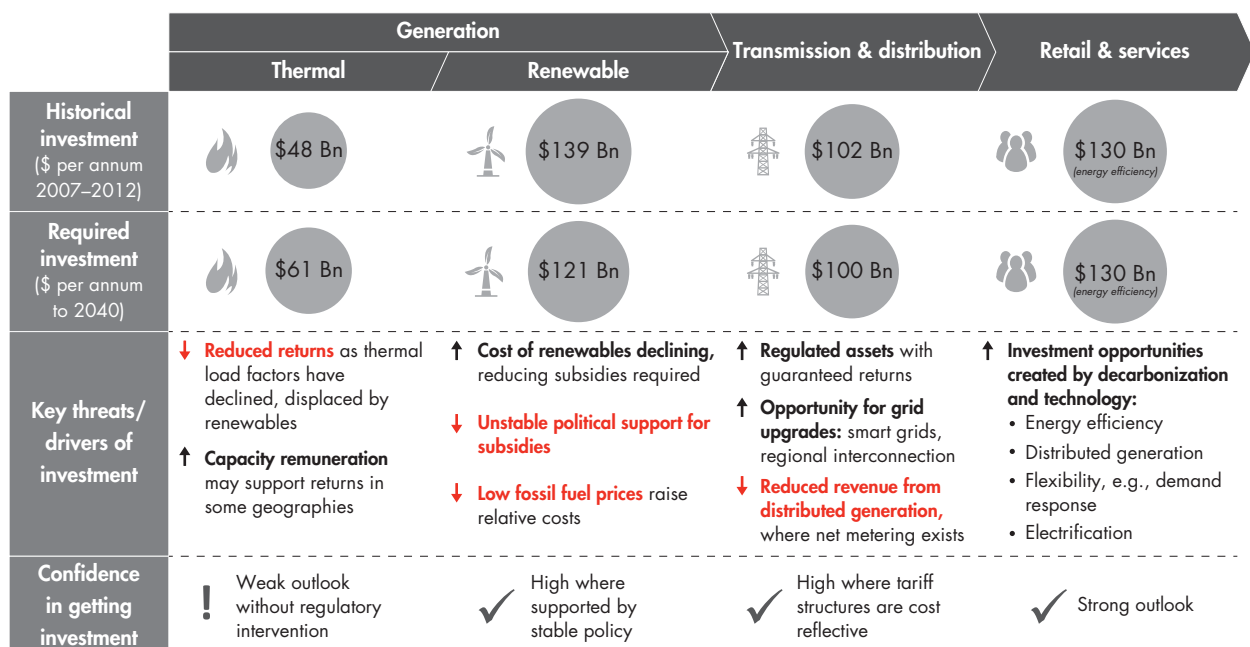 Generation
Thermal
Renewable
Transmission & distribution
Retail & services
Historical
investment
($ per annum
2007–2012)
$48 Bn
$139 Bn
$102 Bn
$130 Bn
(energy efficiency)
Required
investment
($ per annum
to 2040)
$61 Bn
$121 Bn
$100 Bn
$130 Bn
(energy efficiency)
Key threats/
drivers of
investment
↓ Reduced returns as thermal
load factors have
declined, displaced by
renewables
↑ Capacity remuneration
may support returns in
some geographies
↑ Cost of renewables declining,
reducing subsidies required
↓ Unstable political support for
subsidies
↓ Low fossil fuel prices raise
relative costs
↑ Regulated assets with
guaranteed returns
↑ Opportunity for grid
upgrades: smart grids,
regional interconnection
↓ Reduced revenue from
distributed generation,
where net metering exists
↑ Investment opportunities
created by decarbonization
and technology:
• Energy efficiency
• Distributed generation
• Flexibility, e.g., demand
response
• Electrification
Confidence
in getting
investment
! Weak outlook
without regulatory
intervention
✓ High where
supported by
stable policy
✓ High where tariff
structures are cost
reflective
✓ Strong outlook